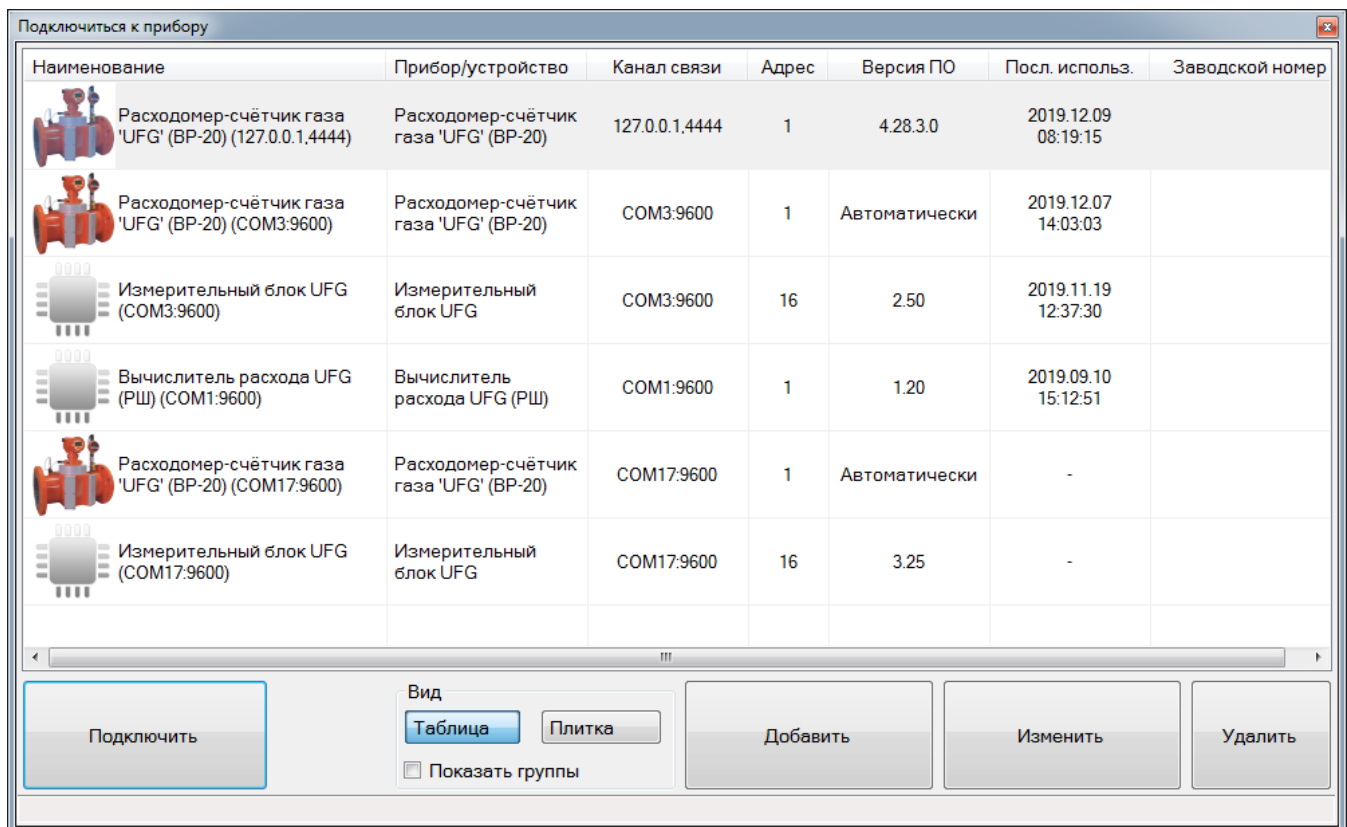 Подключиться к прибору
Наименование Прибор/устройство Канал связи Адрес Версия ПО Посл. использ. Заводской номер
Расходомер-счётчик газа 'UFG' (ВР-20) (127.0.0.1,4444)
Расходомер-счётчик газа 'UFG' (ВР-20)
127.0.0.1,4444
1
4.28.3.0
2019.12.09 08:19:15
Расходомер-счётчик газа 'UFG' (ВР-20) (COM3:9600)
Расходомер-счётчик газа 'UFG' (ВР-20)
COM3:9600
1
Автоматически
2019.12.07 14:03:03
Измерительный блок UFG (COM3:9600)
Измерительный блок UFG
COM3:9600
16
2.50
2019.11.19 12:37:30
Вычислитель расхода UFG (РШ) (COM1:9600)
Вычислитель расхода UFG (РШ)
COM1:9600
1
1.20
2019.09.10 15:12:51
Расходомер-счётчик газа 'UFG' (ВР-20) (COM17:9600)
Расходомер-счётчик газа 'UFG' (ВР-20)
COM17:9600
1
Автоматически
-
Измерительный блок UFG (COM17:9600)
Измерительный блок UFG
COM17:9600
16
3.25
-
Подключить
Вид
Таблица
Плитка
Показать группы
Добавить
Изменить
Удалить